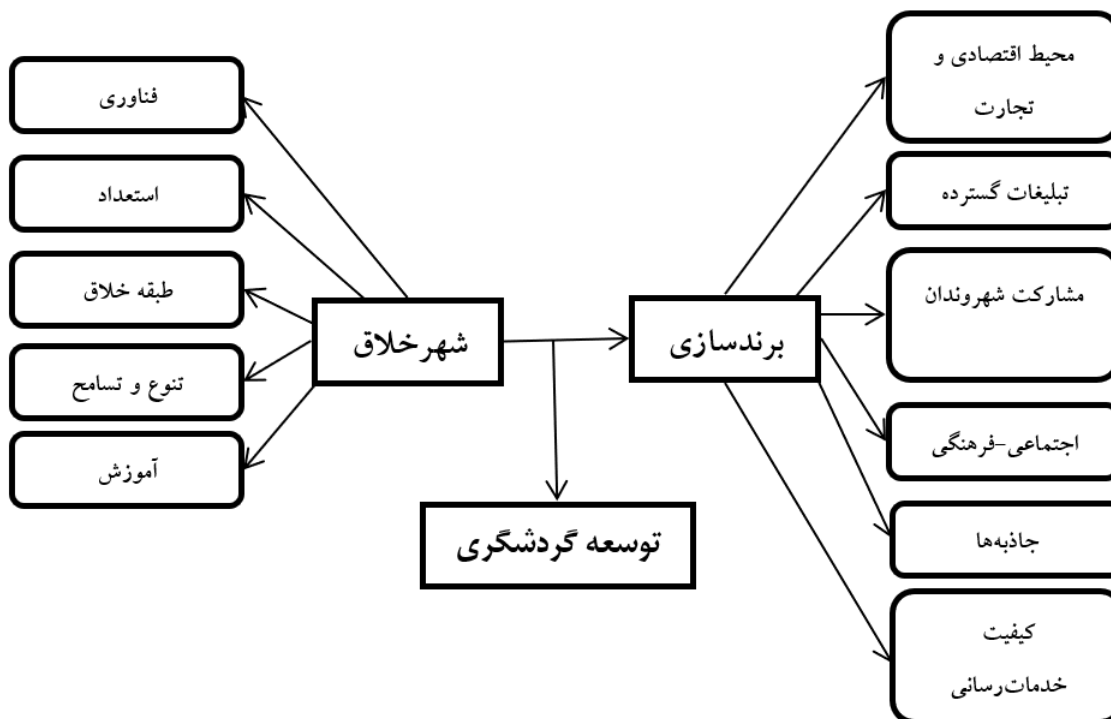 محیط اقتصادی و
تجارت
تبلیغات گسترده
مشارکت شهروندان
اجتماعی-فرهنگی
جاذبه‌ها
کیفیت
خدمات‌رسانی
برندسازی
شهرخلاق
توسعه گردشگری
فناوری
استعداد
طبقه خلاق
تنوع و تسامح
آموزش